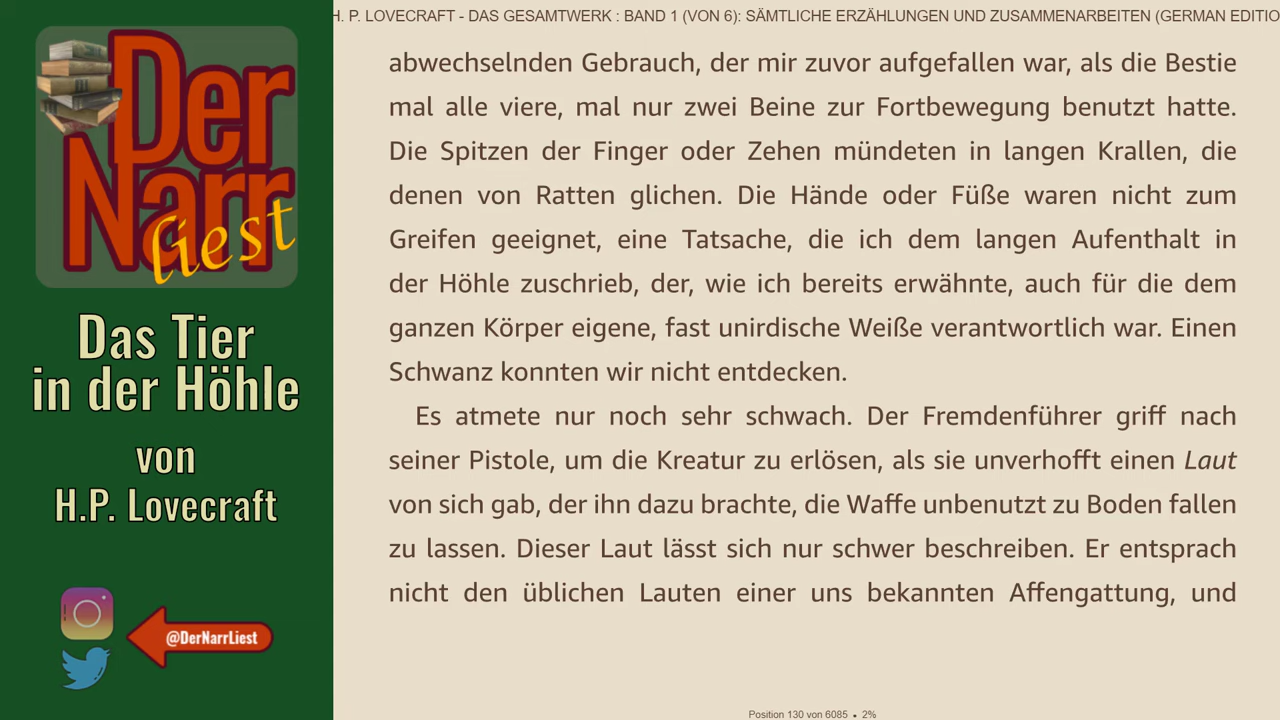 H. P. LOVECRAFT - DAS GESAMTWERK : BAND 1 (VON 6): SÄMTLICHE ERZÄHLUNGEN UND ZUSAMMENARBEITEN (GERMAN EDITIO
Der
Narr
liest
Das Tier
in der Höhle
von
H.P. Lovecraft
@DerNarrLiest
abwechselnden Gebrauch, der mir zuvor aufgefallen war, als die Bestie
mal alle viere, mal nur zwei Beine zur Fortbewegung benutzt hatte.
Die Spitzen der Finger oder Zehen mündeten in langen Krallen, die
denen von Ratten glichen. Die Hände oder Füße waren nicht zum
Greifen geeignet, eine Tatsache, die ich dem langen Aufenthalt in
der Höhle zuschrieb, der, wie ich bereits erwähnte, auch für die dem
ganzen Körper eigene, fast unirdische Weiße verantwortlich war. Einen
Schwanz konnten wir nicht entdecken.
Es atmete nur noch sehr schwach. Der Fremdenführer griff nach
seiner Pistole, um die Kreatur zu erlösen, als sie unverhofft einen Laut
von sich gab, der ihn dazu brachte, die Waffe unbenutzt zu Boden fallen
zu lassen. Dieser Laut lässt sich nur schwer beschreiben. Er entsprach
nicht den üblichen Lauten einer uns bekannten Affengattung, und
Position 130 von 6085 • 2%